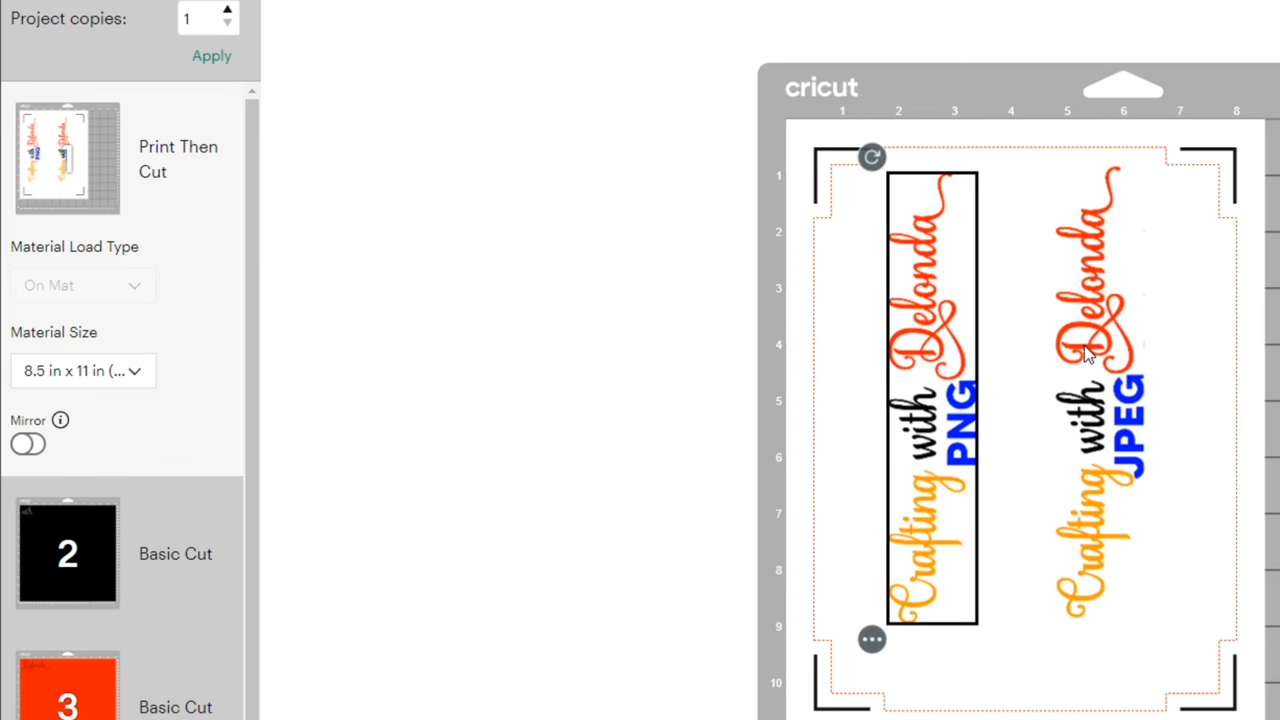 Project copies:
1
Apply
Print Then
Cut
Material Load Type
On Mat
Material Size
8.5 in x 11 in (...
Mirror
2
Basic Cut
3
Basic Cut
cricut
1 2 3 4 5 6 7 8
1
2
3
4
5
6
7
8
9
10
Crafting with Delonda
PNG
Crafting with Delonda
JPEG